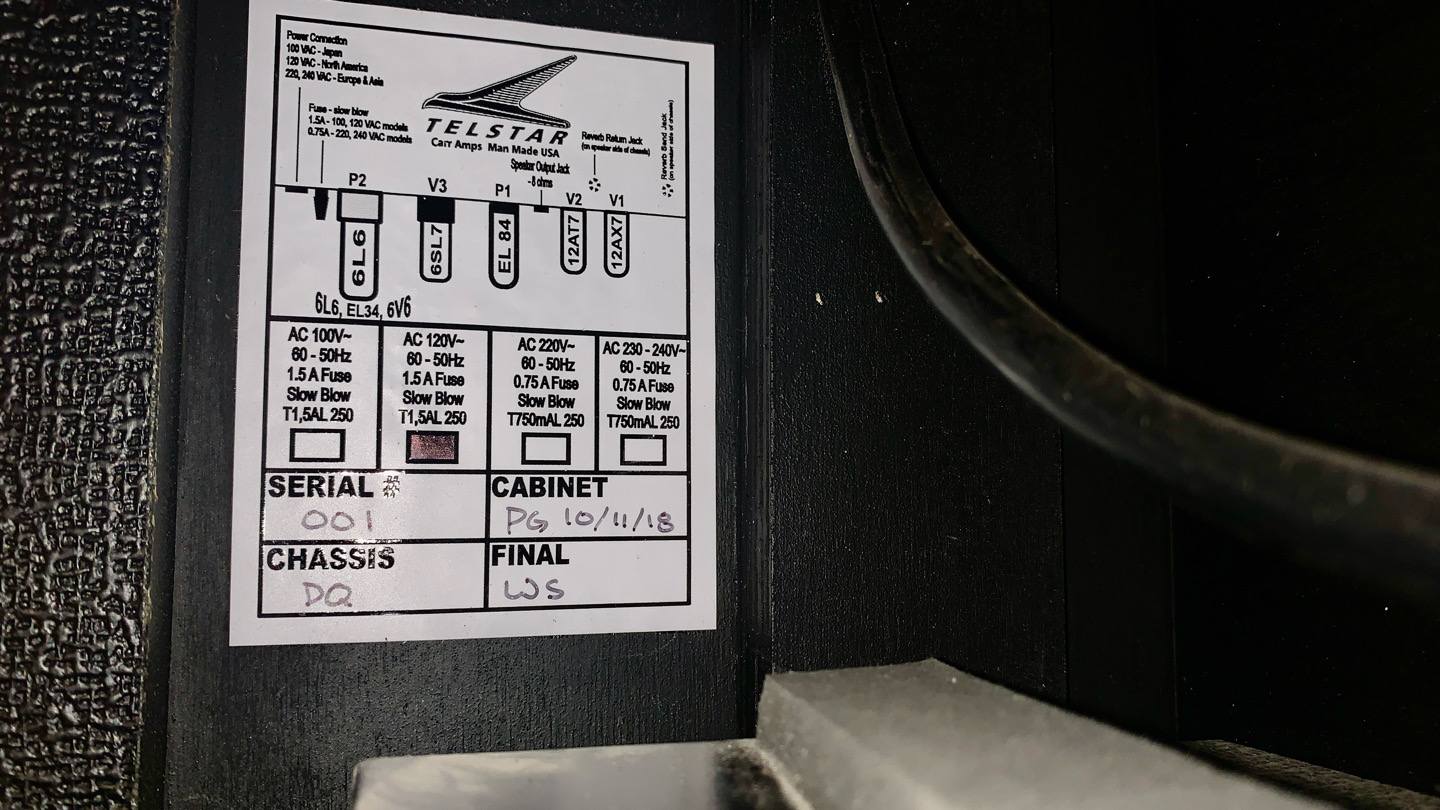 Power Connection
100 VAC - Japan
120 VAC - North America
220, 240 VAC - Europe & Asia
Fuse - slow blow
1.5A - 100, 120 VAC models
0.75A - 220, 240 VAC models
TELSTAR
Carr Amps Man Made USA
Speaker Output Jack
- 8 ohms
Reverb Return Jack
(on speaker side of chassis)
Reverb Send Jack
(on speaker side of chassis)
P2 V3 P1 V2 V1
6L6 6SL7 EL 84 12AT7 12AX7
6L6, EL34, 6V6
AC 100V~
60 - 50Hz
1.5 A Fuse
Slow Blow
T1,5AL 250
AC 120V~
60 - 50Hz
1.5 A Fuse
Slow Blow
T1,5AL 250
AC 220V~
60 - 50Hz
0.75 A Fuse
Slow Blow
T750mAL 250
AC 230 - 240V~
60 - 50Hz
0.75 A Fuse
Slow Blow
T750mAL 250
SERIAL #
001
CABINET
PG 10/11/18
CHASSIS
DQ
FINAL
WS